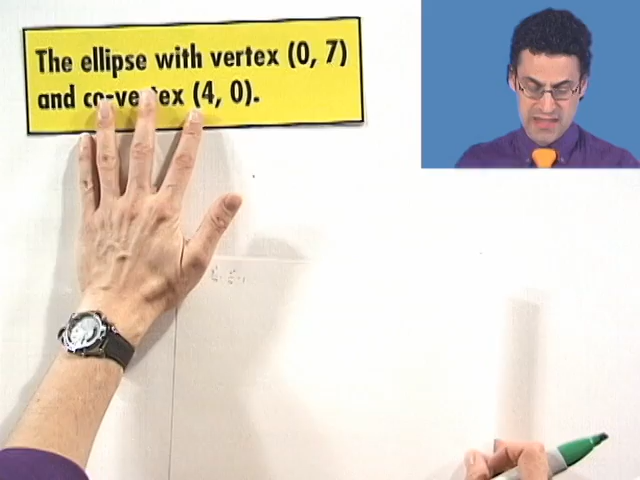 The ellipse with vertex (0, 7)
and co-vertex (4, 0).